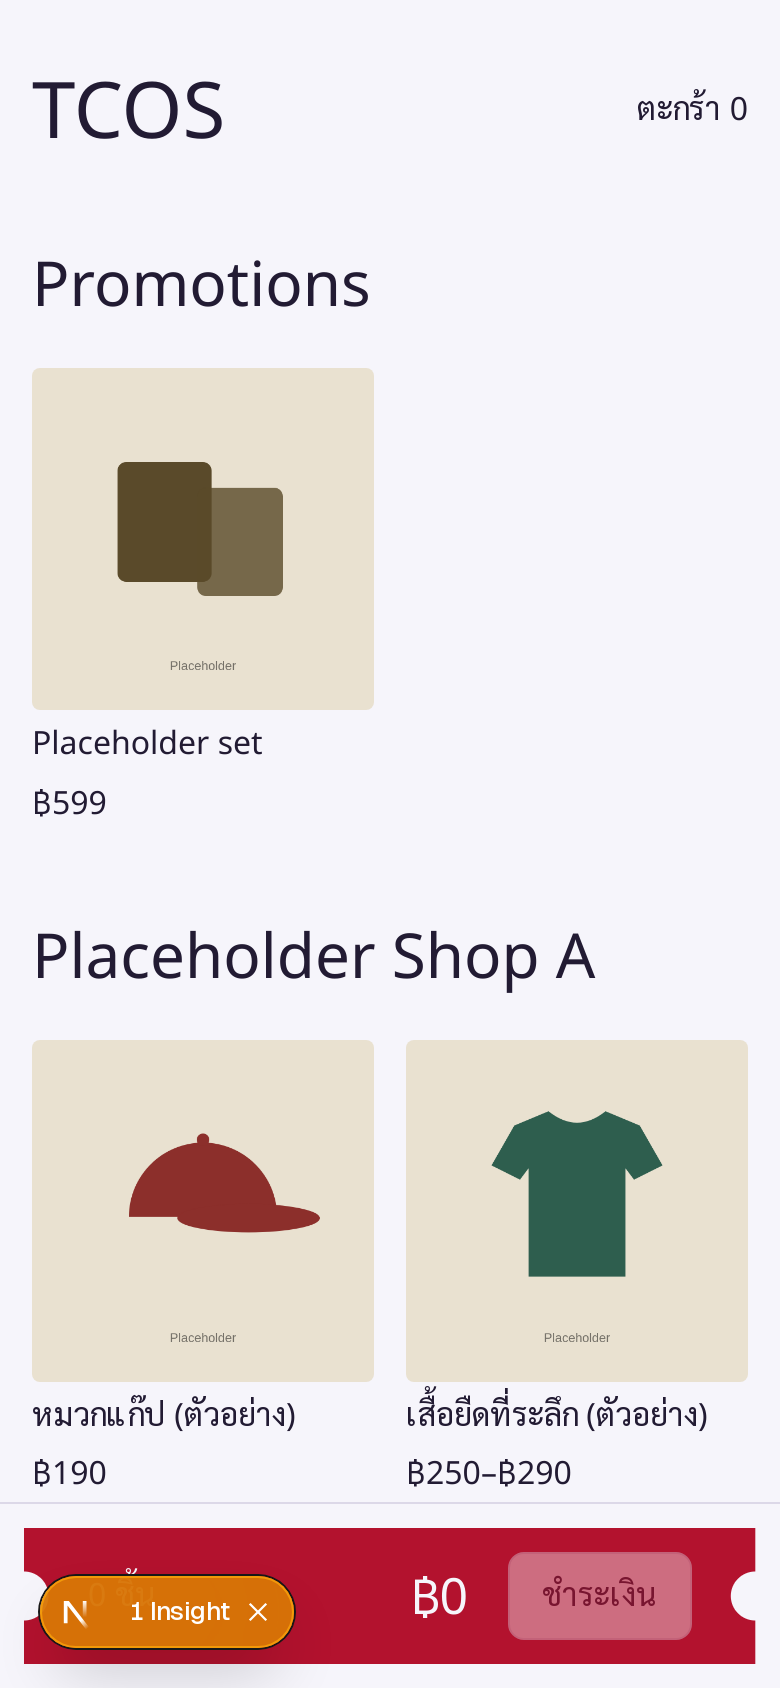 TCOS
ตะกร้า 0
Promotions
Placeholder
Placeholder set
฿599
Placeholder Shop A
Placeholder
Placeholder
หมวกแก๊ป (ตัวอย่าง)
เสื้อยืดที่ระลึก (ตัวอย่าง)
฿190
฿250–฿290
0 ชิ้น
฿0
ชำระเงิน
N
1 Insight